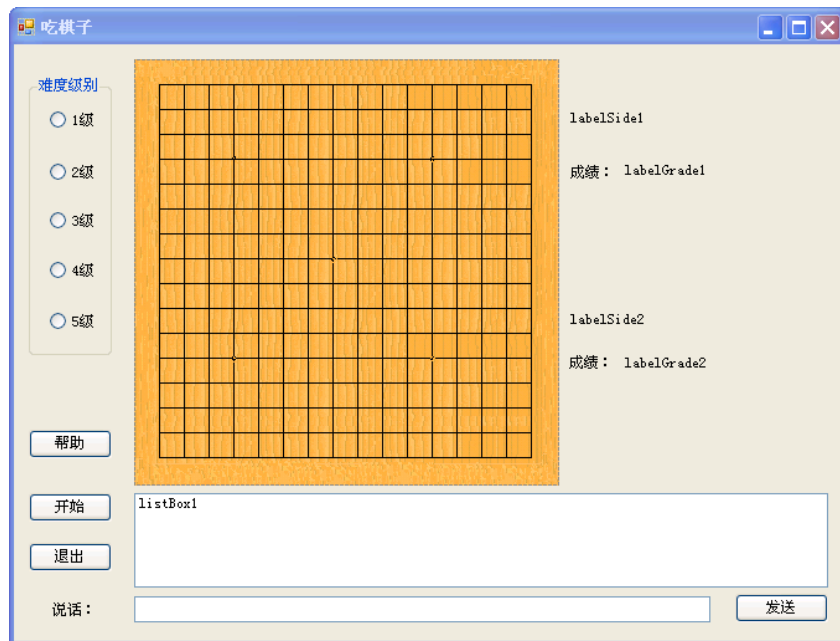 吃棋子
难度级别
1级
2级
3级
4级
5级
labelSide1
成绩： labelGrade1
labelSide2
成绩： labelGrade2
帮助
开始
退出
listBox1
说话：
发送